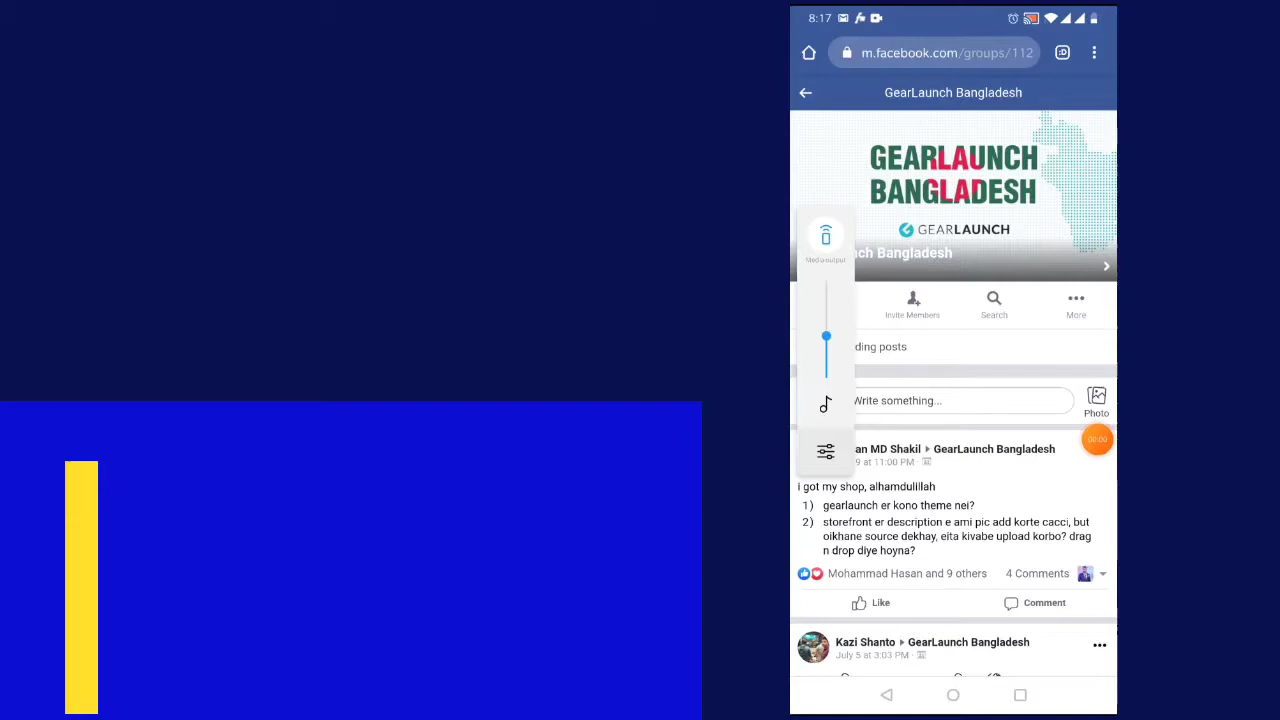 8:17
m.facebook.com/groups/112
:D
GearLaunch Bangladesh
GEARLAUNCH
BANGLADESH
GEARLAUNCH
Media output
ch Bangladesh
Invite Members
Search
More
ding posts
Write something...
Photo
00:00
an MD Shakil ▸ GearLaunch Bangladesh
9 at 11:00 PM
i got my shop, alhamdulillah
1) gearlaunch er kono theme nei?
2) storefront er description e ami pic add korte cacci, but
oikhane source dekhay, eita kivabe upload korbo? drag
n drop diye hoyna?
Mohammad Hasan and 9 others
4 Comments
Like
Comment
Kazi Shanto ▸ GearLaunch Bangladesh
July 5 at 3:03 PM ·